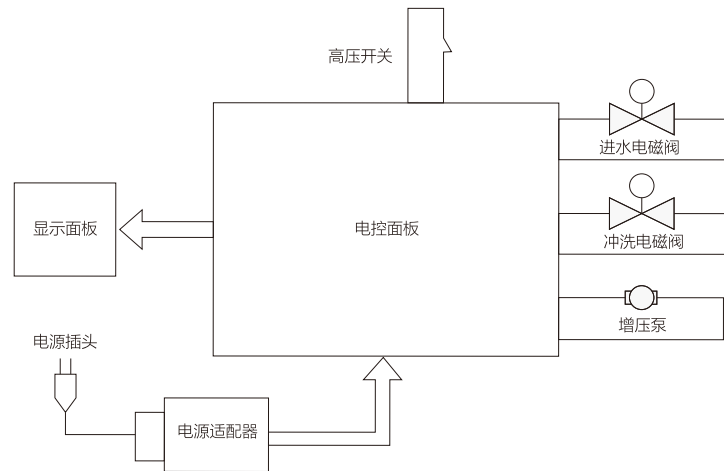 高压开关
进水电磁阀
显示面板
电控面板
冲洗电磁阀
增压泵
电源插头
电源适配器